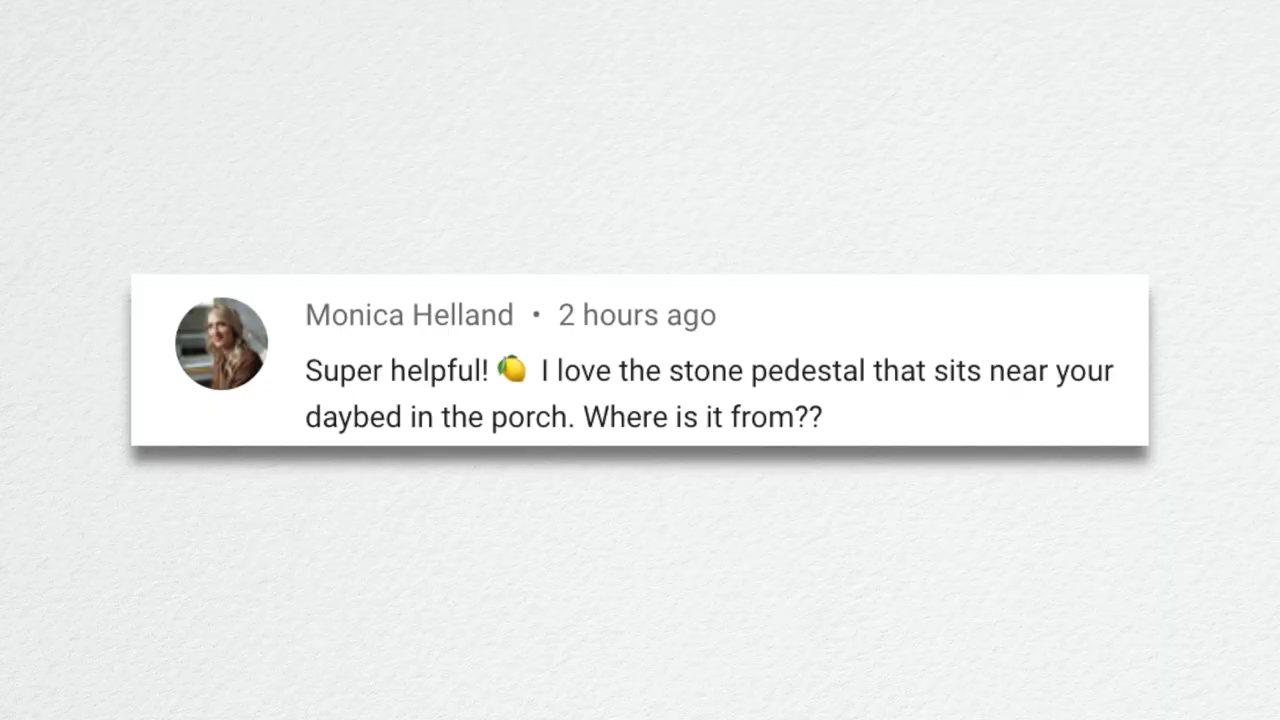 Monica Helland • 2 hours ago
Super helpful! 🍋 I love the stone pedestal that sits near your
daybed in the porch. Where is it from??